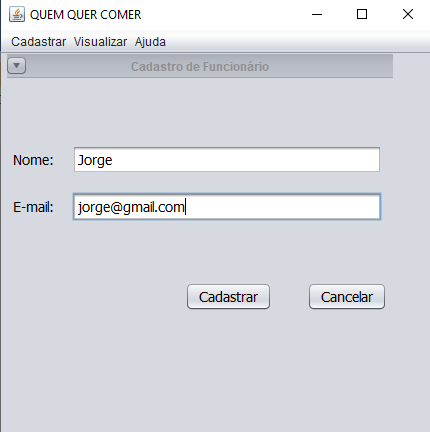 QUEM QUER COMER
Cadastrar Visualizar Ajuda
Cadastro de Funcionário
Nome: Jorge
E-mail: jorge@gmail.com
Cadastrar Cancelar